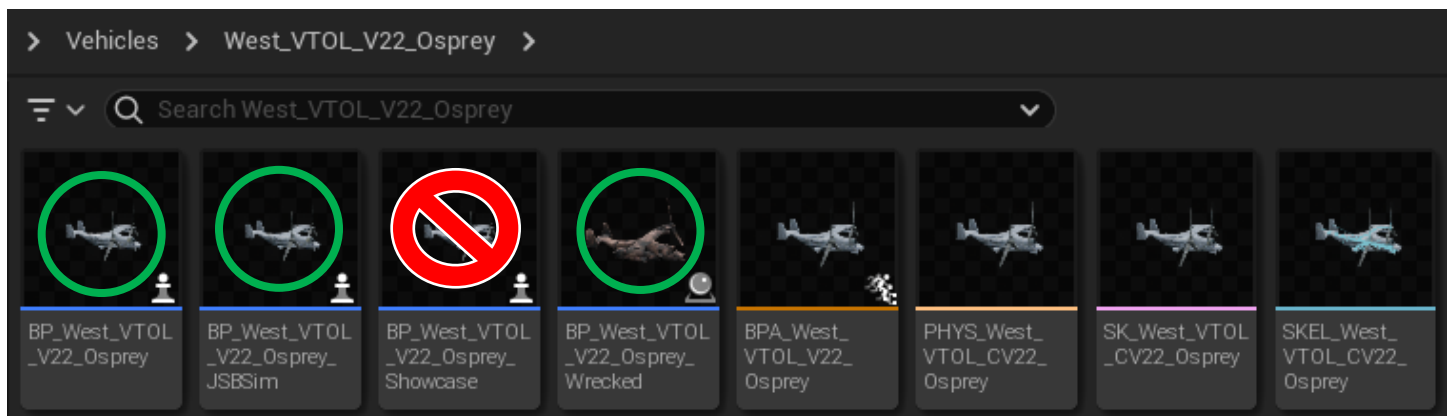 Vehicles West_VTOL_V22_Osprey
Search West_VTOL_V22_Osprey
BP_West_VTOL
_V22_Osprey
BP_West_VTOL
_V22_Osprey_
JSBSim
BP_West_VTOL
_V22_Osprey_
Showcase
BP_West_VTOL
_V22_Osprey_
Wrecked
BPA_West_
VTOL_V22_
Osprey
PHYS_West_
VTOL_CV22_
Osprey
SK_West_VTOL
_CV22_Osprey
SKEL_West_
VTOL_CV22_
Osprey